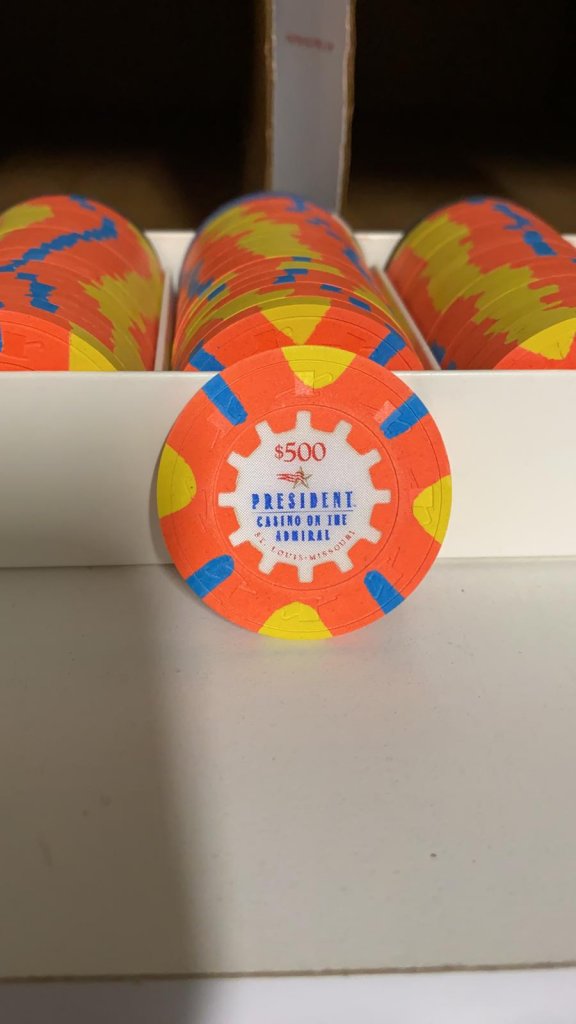 $500
PRESIDENT
CASINO ON THE
ADMIRAL
ST. LOUIS-MISSOURI